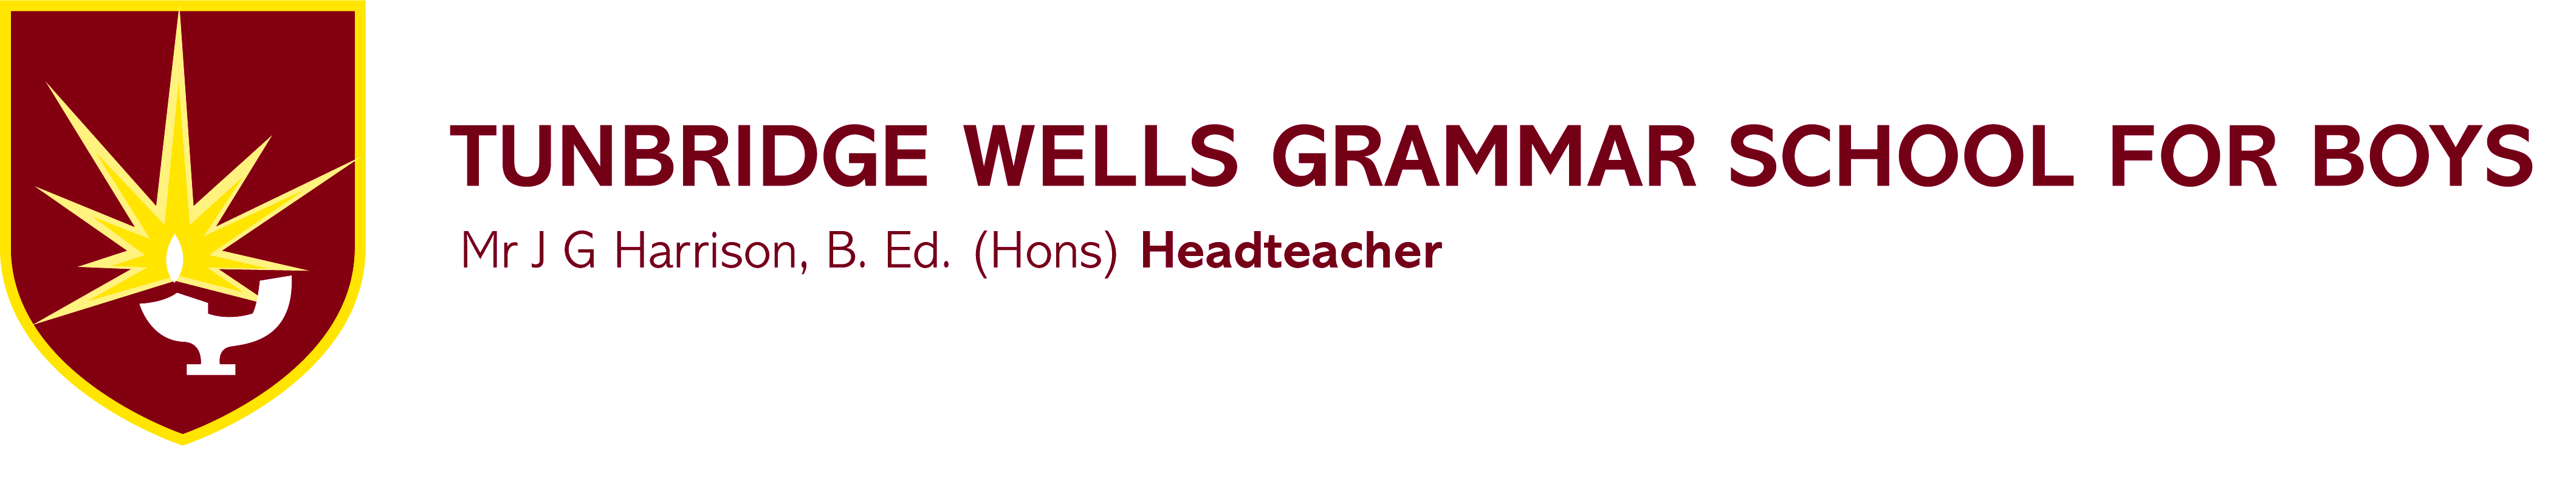 TUNBRIDGE WELLS GRAMMAR SCHOOL FOR BOYS
Mr J G Harrison, B. Ed. (Hons) Headteacher